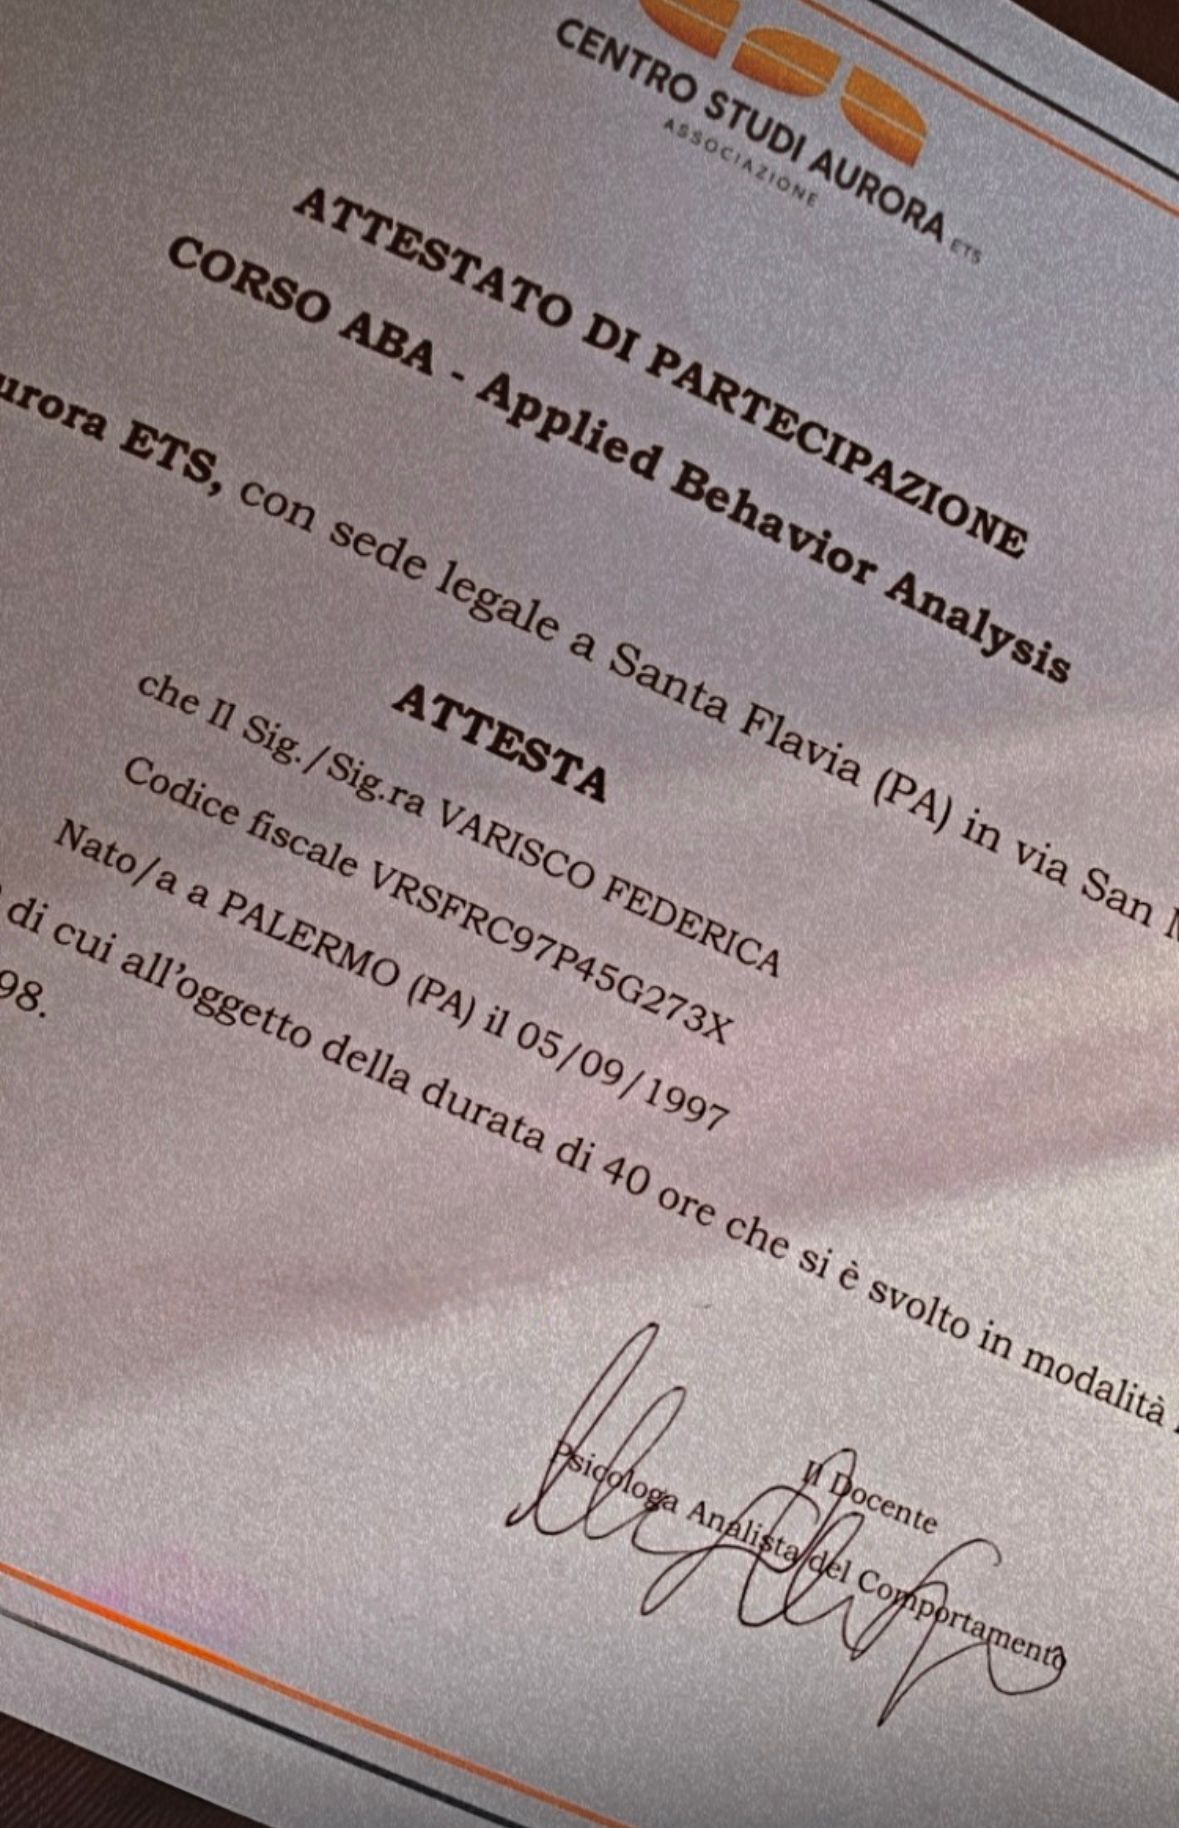 CENTRO STUDI AURORA ETS
ASSOCIAZIONE
ATTESTATO DI PARTECIPAZIONE
CORSO ABA - Applied Behavior Analysis
urora ETS, con sede legale a Santa Flavia (PA) in via San
ATTESTA
che Il Sig./Sig.ra VARISCO FEDERICA
Codice fiscale VRSFRC97P45G273X
Nato/a a PALERMO (PA) il 05/09/1997
di cui all'oggetto della durata di 40 ore che si è svolto in modalità
98.
Il Docente
Psicologa Analista del Comportamento